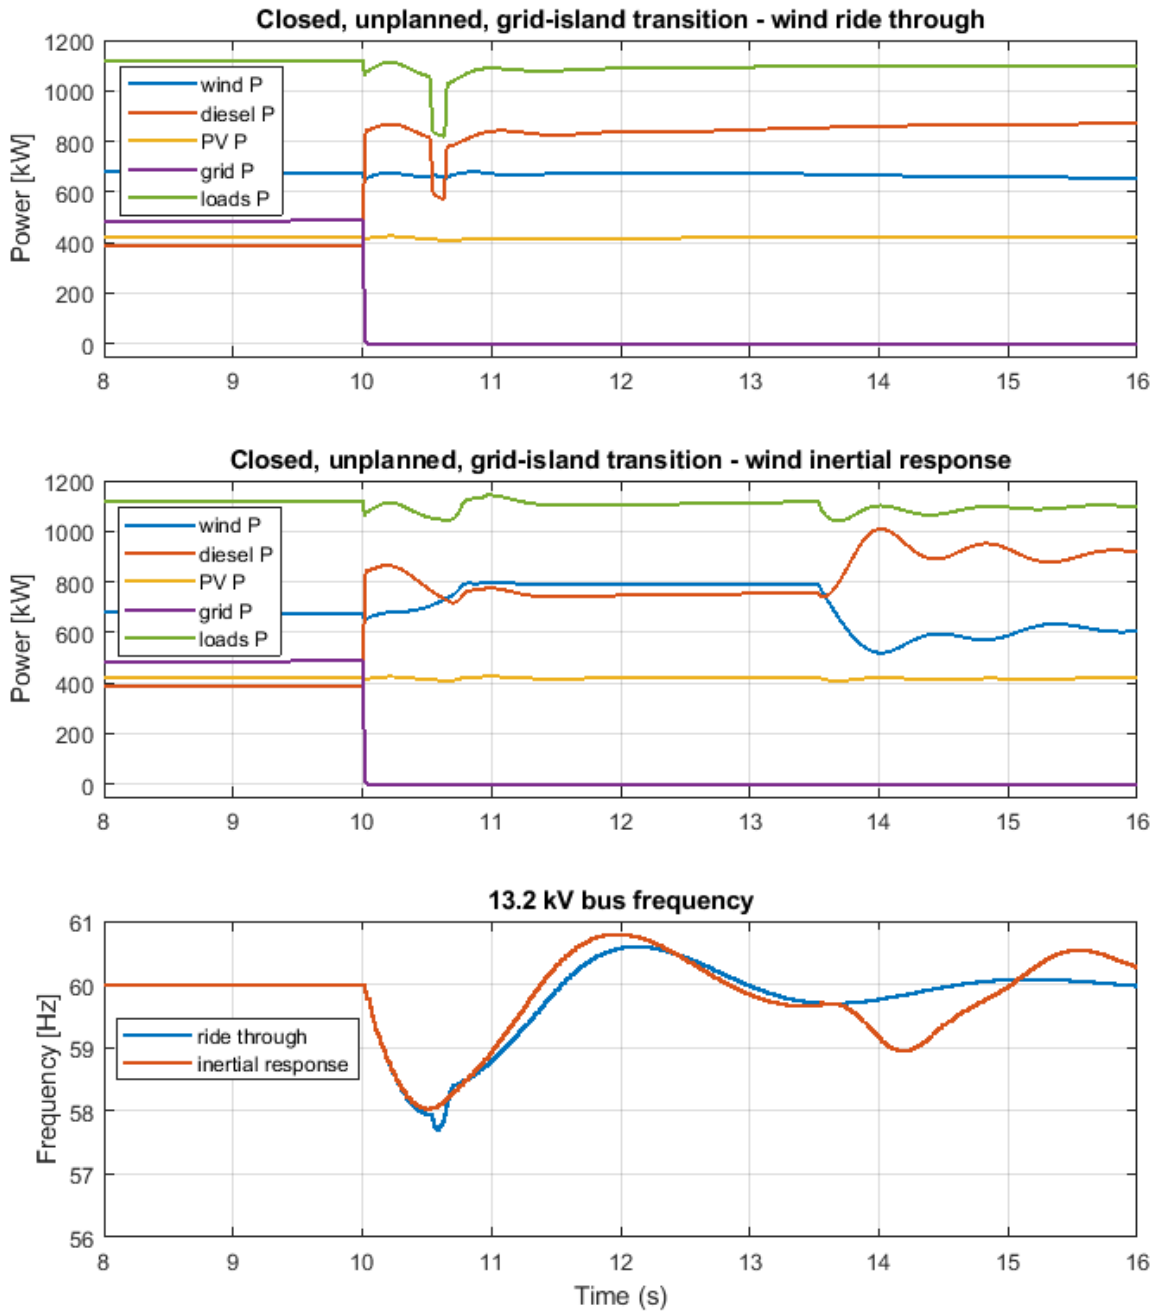 Closed, unplanned, grid-island transition - wind ride through
1200
1000
800
600
400
200
0
Power [kW]
wind P
diesel P
PV P
grid P
loads P
8 9 10 11 12 13 14 15 16
Closed, unplanned, grid-island transition - wind inertial response
1200
1000
800
600
400
200
0
Power [kW]
wind P
diesel P
PV P
grid P
loads P
8 9 10 11 12 13 14 15 16
13.2 kV bus frequency
61
60
59
58
57
56
Frequency [Hz]
ride through
inertial response
8 9 10 11 12 13 14 15 16
Time (s)